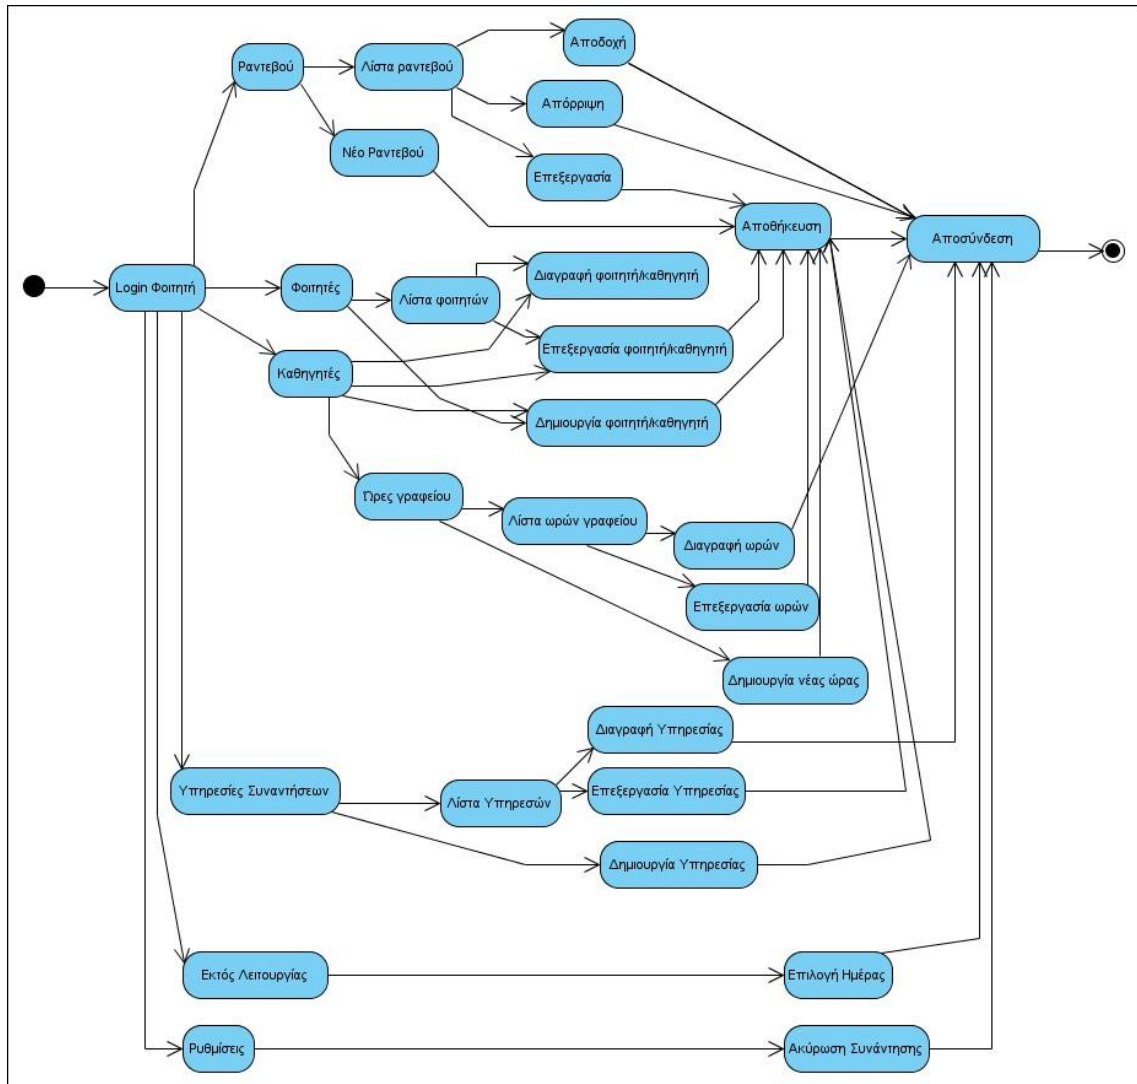 Αποδοχή
Ραντεβού
Λίστα ραντεβού
Απόρριψη
Νέο Ραντεβού
Επεξεργασία
Αποθήκευση
Αποσύνδεση
Login Φοιτητή
Φοιτητές
Λίστα φοιτητών
Διαγραφή φοιτητή/καθηγητή
Επεξεργασία φοιτητή/καθηγητή
Καθηγητές
Δημιουργία φοιτητή/καθηγητή
Ώρες γραφείου
Λίστα ωρών γραφείου
Διαγραφή ωρών
Επεξεργασία ωρών
Δημιουργία νέας ώρας
Διαγραφή Υπηρεσίας
Υπηρεσίες Συναντήσεων
Λίστα Υπηρεσών
Επεξεργασία Υπηρεσίας
Δημιουργία Υπηρεσίας
Εκτός Λειτουργίας
Επιλογή Ημέρας
Ρυθμίσεις
Ακύρωση Συνάντησης